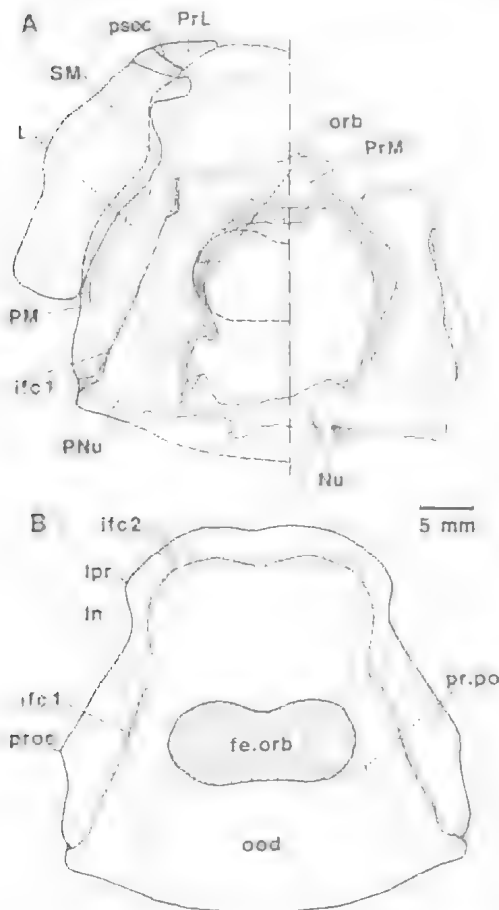 A
psoc PrL
SM
L
orb
PrM
PM
ifc1
PNu
Nu
B
5 mm
ifc2
lpr
ln
ifc1
pr.po
proc
fe.orb
ood